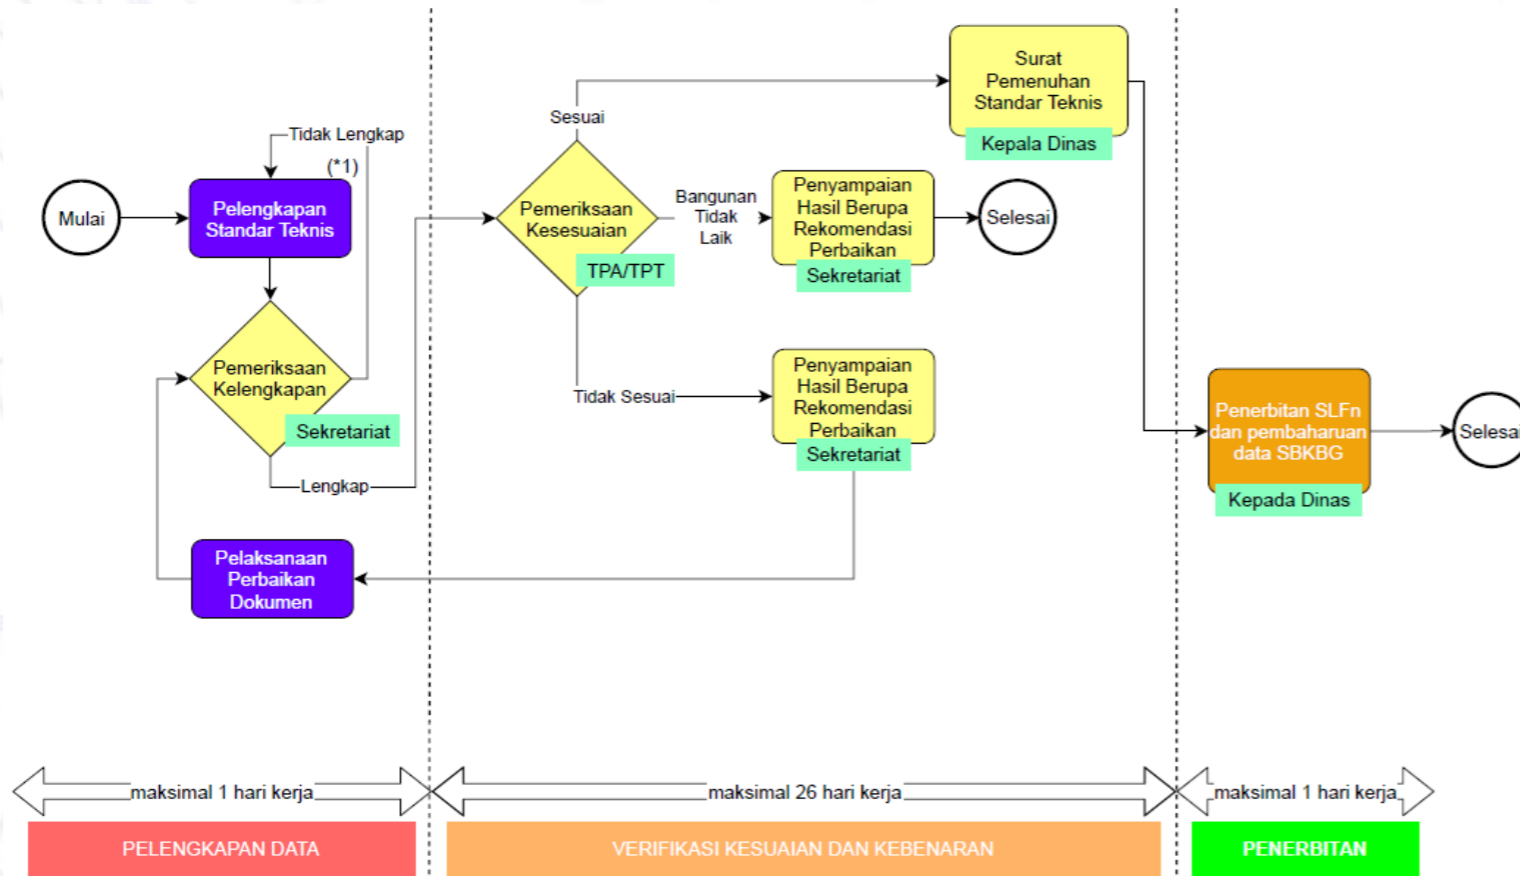 Mulai
Tidak Lengkap
(*1)
Pelengkapan
Standar Teknis
Pemeriksaan
Kelengkapan
Sekretariat
Lengkap
Pelaksanaan
Perbaikan
Dokumen
Sesuai
Pemeriksaan
Kesesuaian
TPA/TPT
Bangunan
Tidak
Laik
Tidak Sesuai
Surat
Pemenuhan
Standar Teknis
Kepala Dinas
Penyampaian
Hasil Berupa
Rekomendasi
Perbaikan
Sekretariat
Selesai
Penyampaian
Hasil Berupa
Rekomendasi
Perbaikan
Sekretariat
Penerbitan SLFn
dan pembaharuan
data SBKBG
Kepada Dinas
Selesai
maksimal 1 hari kerja
maksimal 26 hari kerja
maksimal 1 hari kerja
PELENGKAPAN DATA
VERIFIKASI KESUAIAN DAN KEBENARAN
PENERBITAN